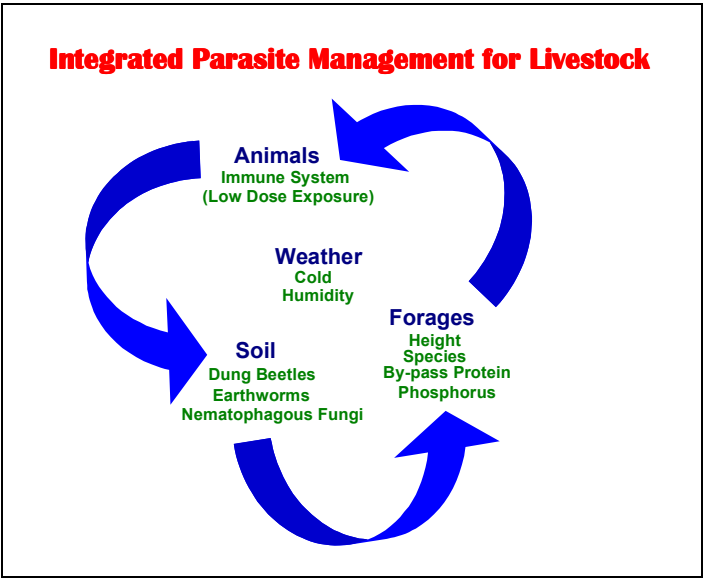 Integrated Parasite Management for Livestock
Animals
Immune System
(Low Dose Exposure)
Weather
Cold
Humidity
Forages
Height
Species
By-pass Protein
Phosphorus
Soil
Dung Beetles
Earthworms
Nematophagous Fungi